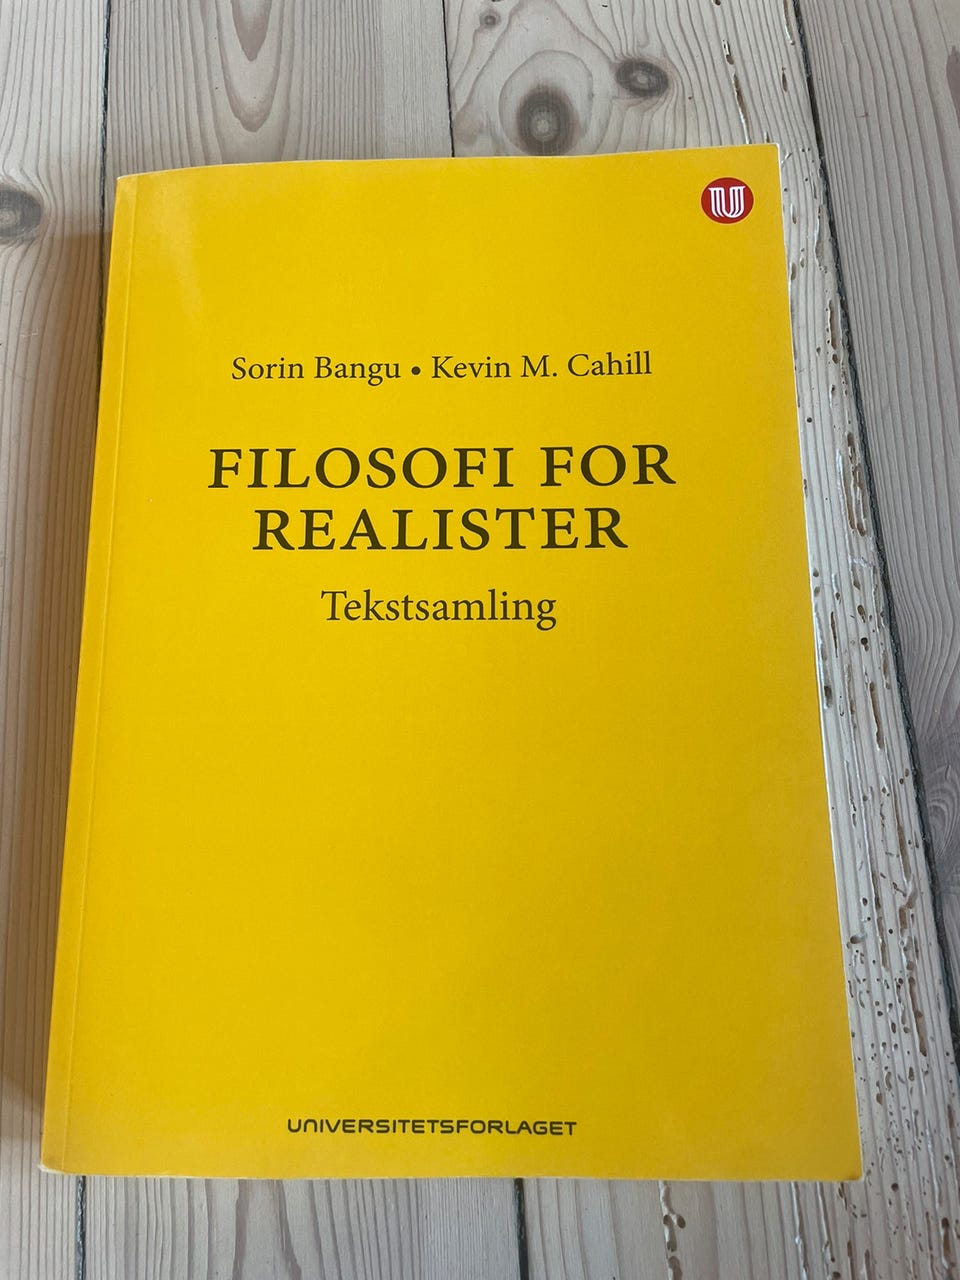 U
Sorin Bangu • Kevin M. Cahill
FILOSOFI FOR
REALISTER
Tekstsamling
UNIVERSITETSFORLAGET